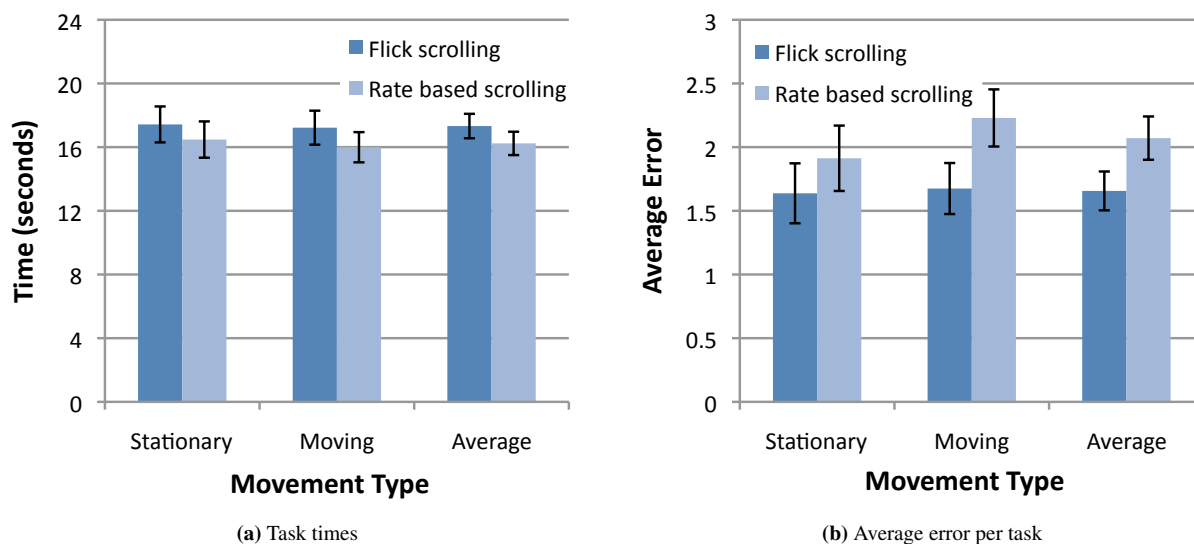 24
20
16
12
8
4
0
Time (seconds)
Flick scrolling
Rate based scrolling
Stationary Moving Average
Movement Type
(a) Task times
3
2.5
2
1.5
1
0.5
0
Average Error
Flick scrolling
Rate based scrolling
Stationary Moving Average
Movement Type
(b) Average error per task